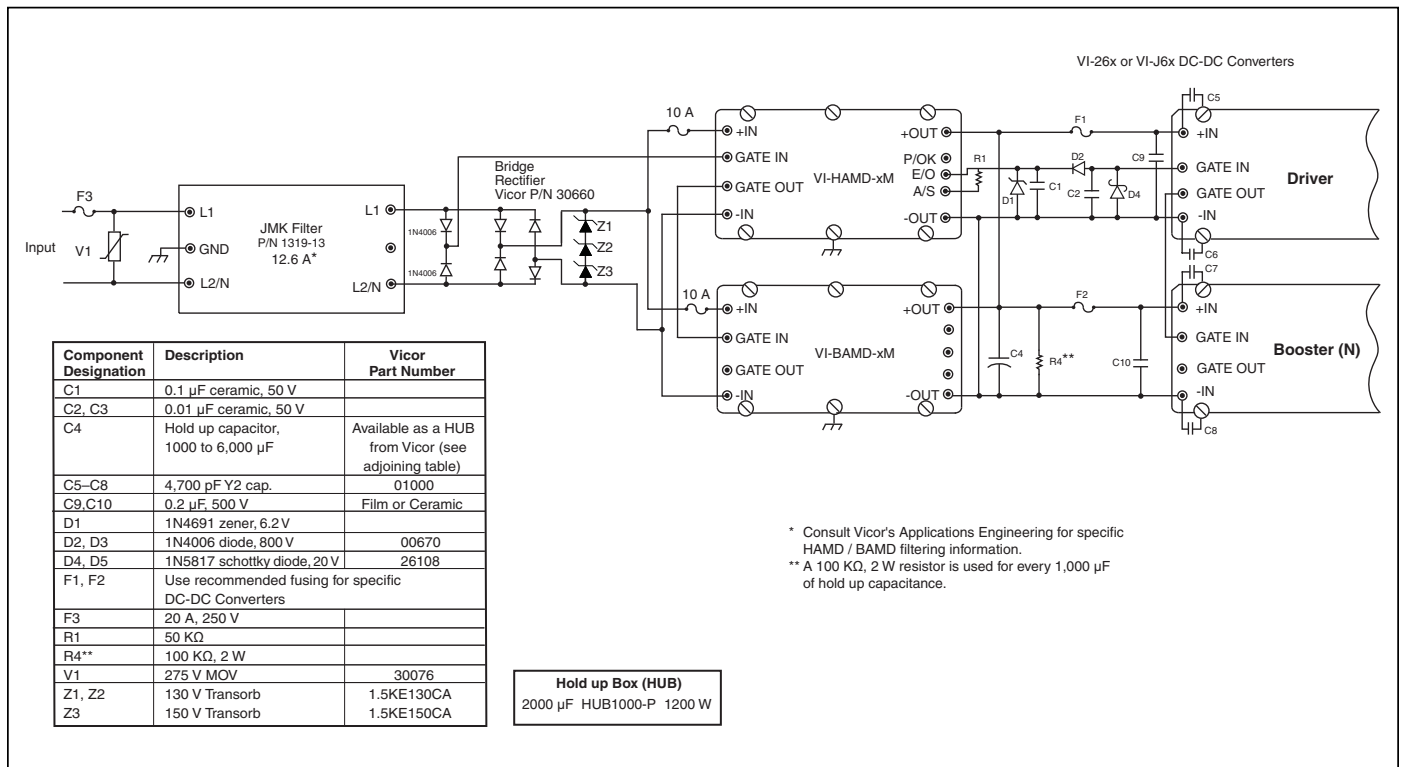 VI-26x or VI-J6x DC-DC Converters
C5
10 A
F1
+IN
+OUT
+IN
GATE IN
P/OK
R1
D2
C9
GATE IN
Bridge
Rectifier
Vicor P/N 30660
VI-HAMD-xM
E/O
Driver
F3
GATE OUT
A/S
D1
C1
C2
D4
GATE OUT
L1
L1
1N4006
-IN
-OUT
-IN
JMK Filter
P/N 1319-13
12.6 A*
Z1
Input
V1
GND
Z2
1N4006
Z3
C6
L2/N
L2/N
C7
10 A
F2
+IN
+OUT
+IN
GATE IN
VI-BAMD-xM
GATE IN
C4
R4**
C10
Booster (N)
GATE OUT
GATE OUT
-IN
-OUT
-IN
C8
Component Designation Description Vicor Part Number
C1 0.1 µF ceramic, 50 V
C2, C3 0.01 µF ceramic, 50 V
C4 Hold up capacitor, Available as a HUB
1000 to 6,000 µF from Vicor (see
adjoining table)
C5–C8 4,700 pF Y2 cap. 01000
C9,C10 0.2 µF, 500 V Film or Ceramic
D1 1N4691 zener, 6.2 V
D2, D3 1N4006 diode, 800 V 00670
D4, D5 1N5817 schottky diode, 20 V 26108
F1, F2 Use recommended fusing for specific
DC-DC Converters
F3 20 A, 250 V
R1 50 KΩ
R4** 100 KΩ, 2 W
V1 275 V MOV 30076
Z1, Z2 130 V Transorb 1.5KE130CA
Z3 150 V Transorb 1.5KE150CA
Hold up Box (HUB)
2000 µF HUB1000-P 1200 W
* Consult Vicor's Applications Engineering for specific
HAMD / BAMD filtering information.
** A 100 KΩ, 2 W resistor is used for every 1,000 µF
of hold up capacitance.